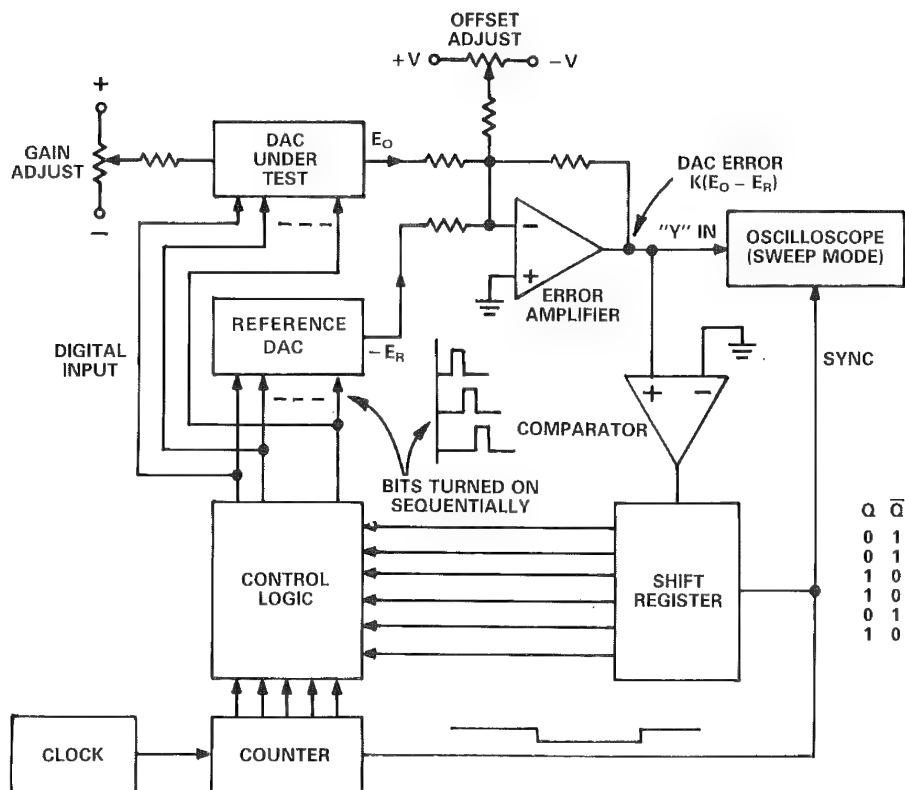 OFFSET
ADJUST
+V
−V
+
GAIN
ADJUST
−
DAC
UNDER
TEST
E_O
DAC ERROR
K(E_O − E_R)
"Y" IN
OSCILLOSCOPE
(SWEEP MODE)
−
+
ERROR
AMPLIFIER
REFERENCE
DAC
−E_R
DIGITAL
INPUT
SYNC
+ −
COMPARATOR
BITS TURNED ON
SEQUENTIALLY
CONTROL
LOGIC
SHIFT
REGISTER
Q Q̅
0 1
0 1
1 0
1 0
0 1
1 0
CLOCK
COUNTER